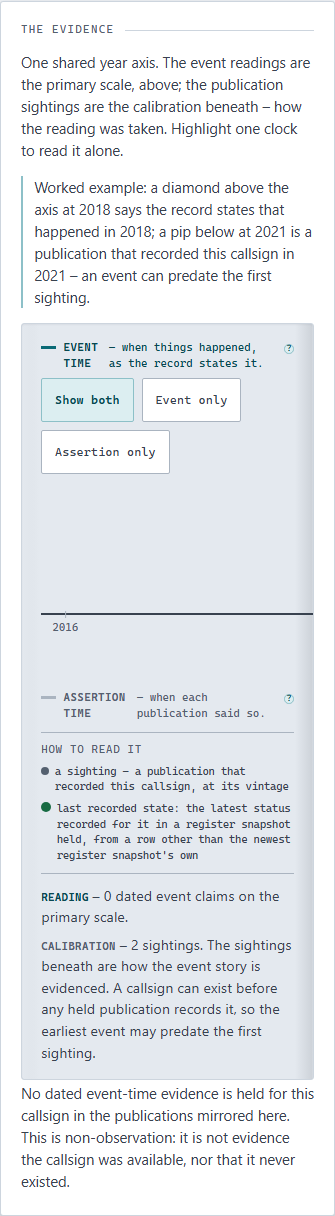 THE EVIDENCE
One shared year axis. The event readings are
the primary scale, above; the publication
sightings are the calibration beneath – how
the reading was taken. Highlight one clock
to read it alone.
Worked example: a diamond above the
axis at 2018 says the record states that
happened in 2018; a pip below at 2021 is a
publication that recorded this callsign in
2021 – an event can predate the first
sighting.
EVENT TIME – when things happened, as the record states it. ?
Show both Event only
Assertion only
2016
ASSERTION TIME – when each publication said so. ?
HOW TO READ IT
a sighting – a publication that
recorded this callsign, at its vintage
last recorded state: the latest status
recorded for it in a register snapshot
held, from a row other than the newest
register snapshot's own
READING – 0 dated event claims on the
primary scale.
CALIBRATION – 2 sightings. The sightings
beneath are how the event story is
evidenced. A callsign can exist before
any held publication records it, so the
earliest event may predate the first
sighting.
No dated event-time evidence is held for this
callsign in the publications mirrored here.
This is non-observation: it is not evidence
the callsign was available, nor that it never
existed.